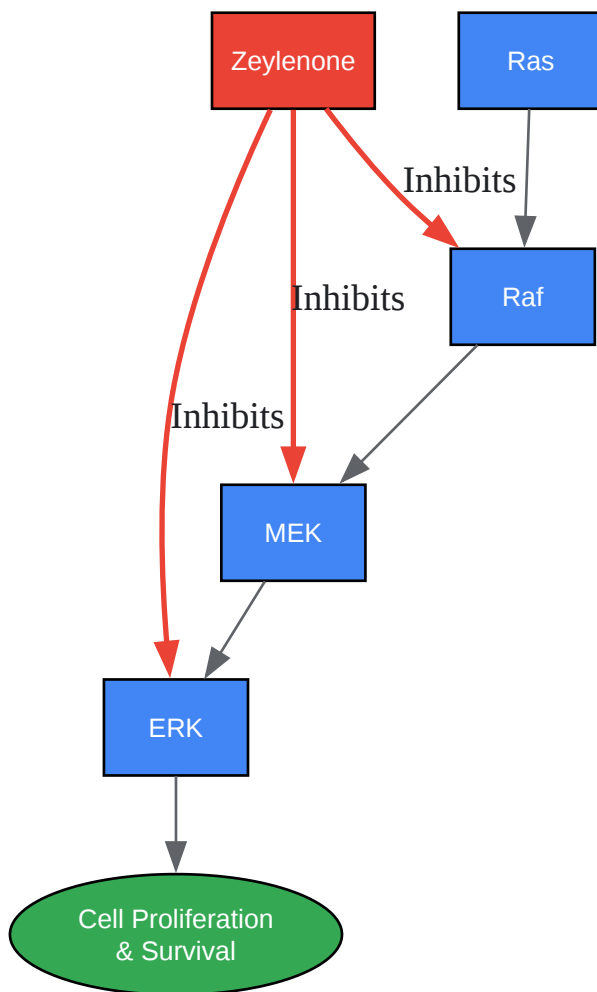 Zeylenone
Ras
Inhibits
Raf
Inhibits
Inhibits
MEK
ERK
Cell Proliferation
& Survival